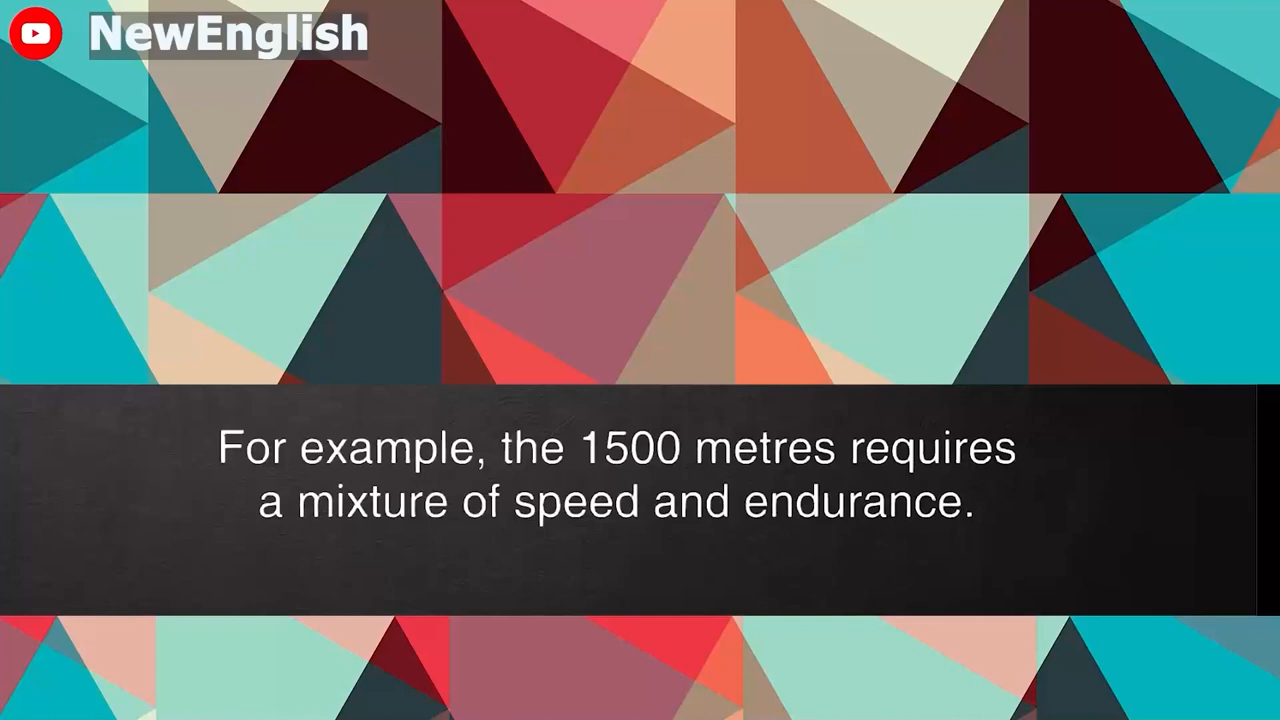 NewEnglish
For example, the 1500 metres requires
a mixture of speed and endurance.